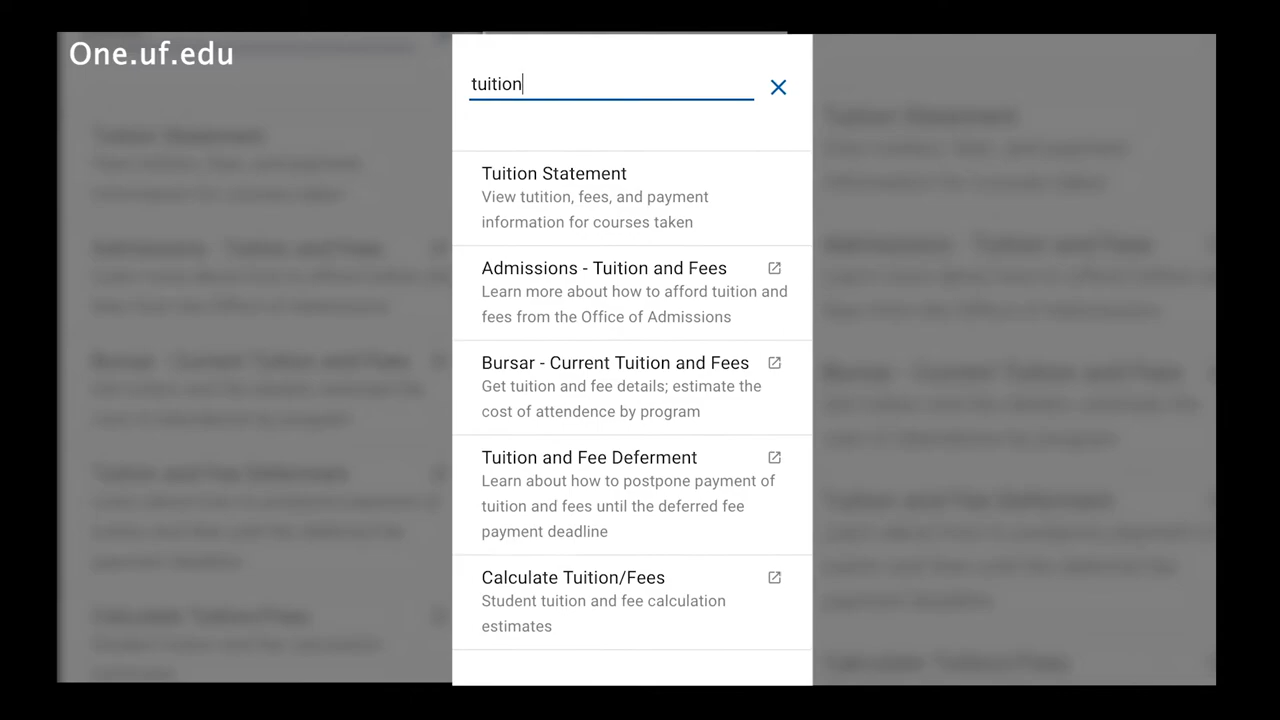 One.uf.edu
tuition
Tuition Statement
View tutition, fees, and payment
information for courses taken
Admissions - Tuition and Fees
Learn more about how to afford tuition and
fees from the Office of Admissions
Bursar - Current Tuition and Fees
Get tuition and fee details; estimate the
cost of attendence by program
Tuition and Fee Deferment
Learn about how to postpone payment of
tuition and fees until the deferred fee
payment deadline
Calculate Tuition/Fees
Student tuition and fee calculation
estimates